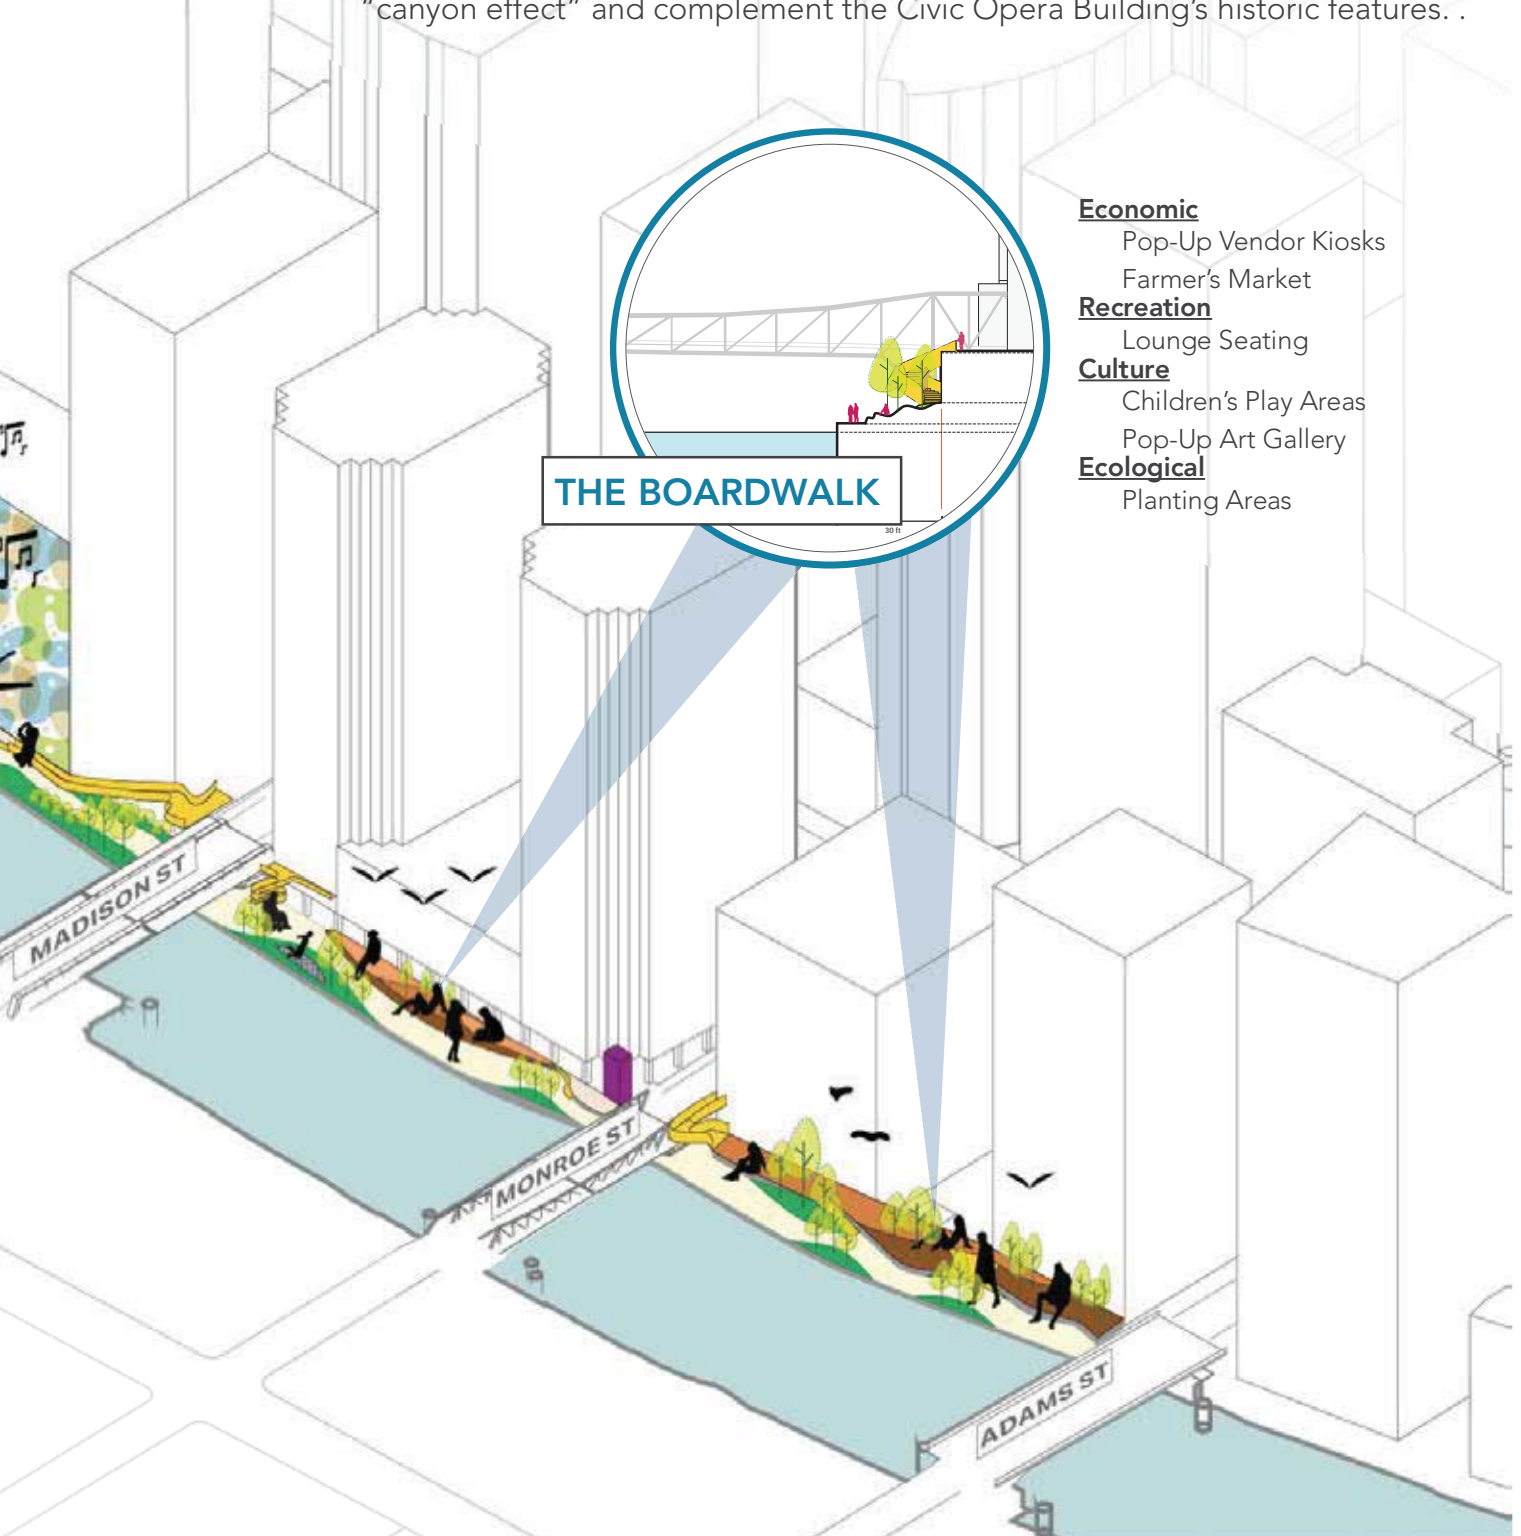 “canyon effect” and complement the Civic Opera Building’s historic features. .
Economic
Pop-Up Vendor Kiosks
Farmer’s Market
Recreation
Lounge Seating
Culture
Children’s Play Areas
Pop-Up Art Gallery
Ecological
Planting Areas
THE BOARDWALK
30 ft
MADISON ST
MONROE ST
ADAMS ST